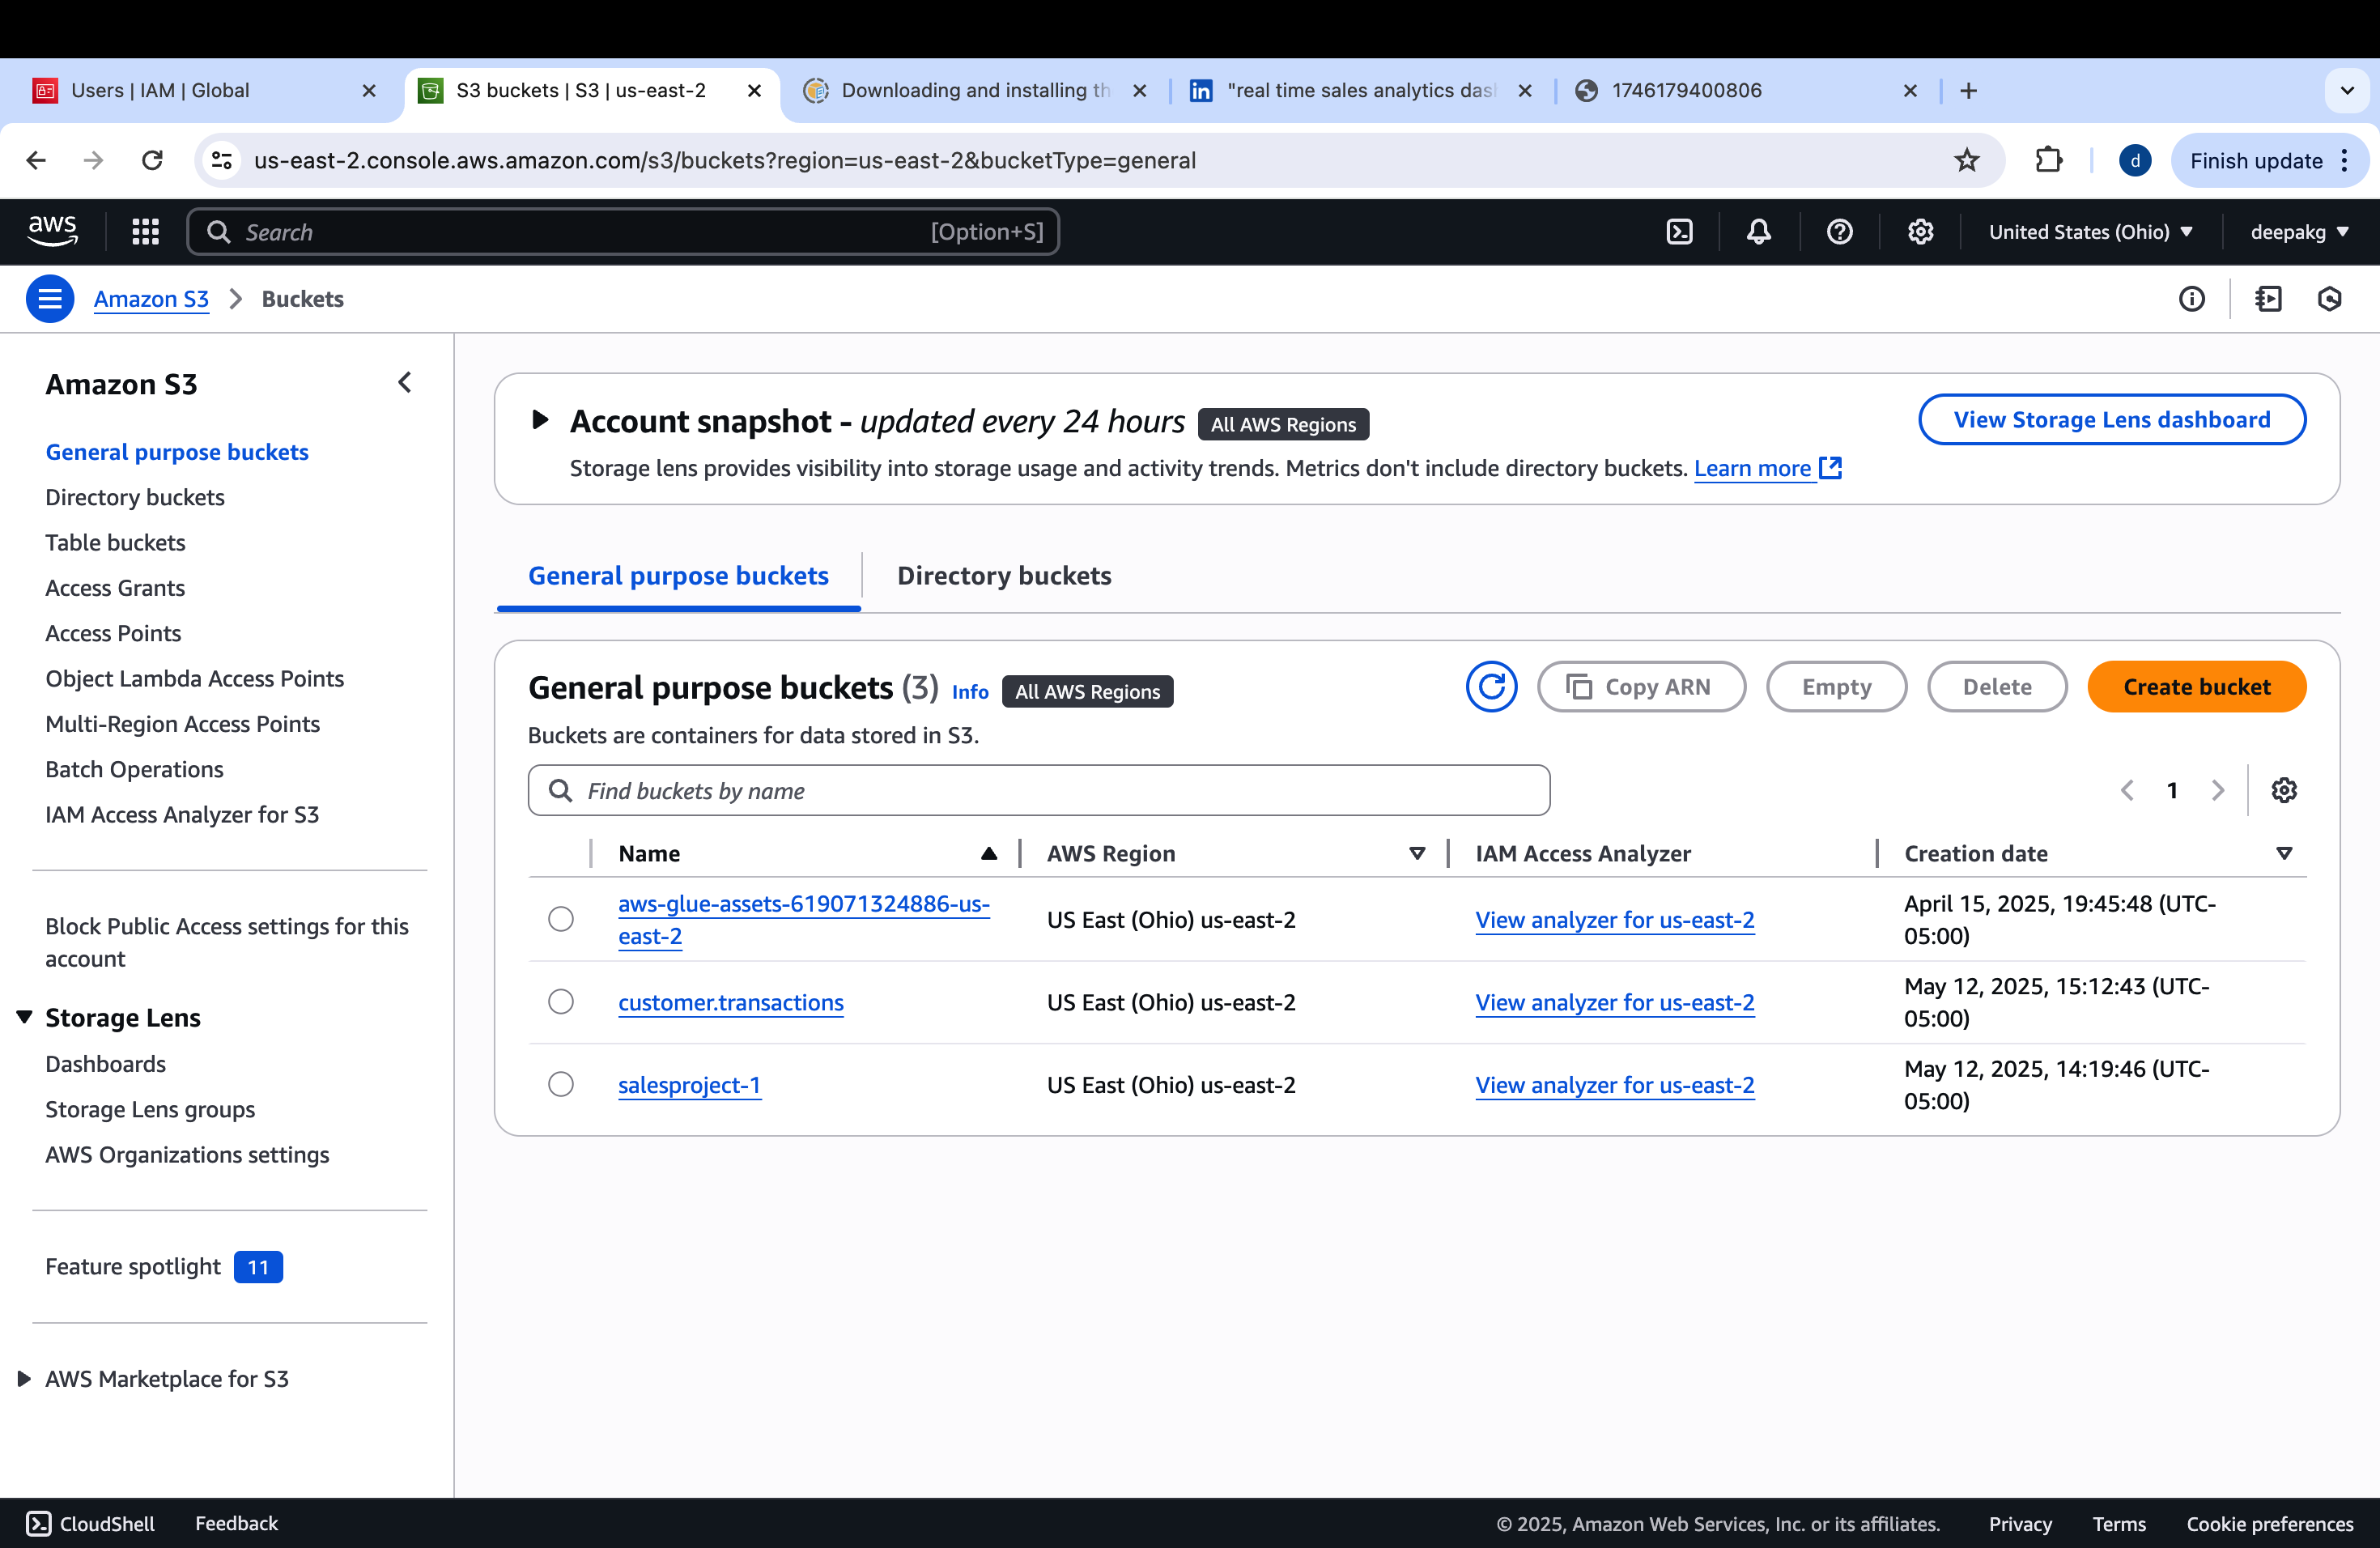 Users | IAM | Global
S3 buckets | S3 | us-east-2
Downloading and installing th
"real time sales analytics das
1746179400806
us-east-2.console.aws.amazon.com/s3/buckets?region=us-east-2&bucketType=general
d
Finish update
aws
Search
[Option+S]
United States (Ohio)
deepakg
Amazon S3
Buckets
Amazon S3
General purpose buckets
Directory buckets
Table buckets
Access Grants
Access Points
Object Lambda Access Points
Multi-Region Access Points
Batch Operations
IAM Access Analyzer for S3
Block Public Access settings for this
account
Storage Lens
Dashboards
Storage Lens groups
AWS Organizations settings
Feature spotlight 11
AWS Marketplace for S3
Account snapshot - updated every 24 hours All AWS Regions
View Storage Lens dashboard
Storage lens provides visibility into storage usage and activity trends. Metrics don't include directory buckets. Learn more
General purpose buckets
Directory buckets
General purpose buckets (3) Info All AWS Regions
Copy ARN
Empty
Delete
Create bucket
Buckets are containers for data stored in S3.
Find buckets by name
1
Name AWS Region IAM Access Analyzer Creation date
aws-glue-assets-619071324886-us-
east-2
US East (Ohio) us-east-2
View analyzer for us-east-2
April 15, 2025, 19:45:48 (UTC-
05:00)
customer.transactions
US East (Ohio) us-east-2
View analyzer for us-east-2
May 12, 2025, 15:12:43 (UTC-
05:00)
salesproject-1
US East (Ohio) us-east-2
View analyzer for us-east-2
May 12, 2025, 14:19:46 (UTC-
05:00)
CloudShell
Feedback
© 2025, Amazon Web Services, Inc. or its affiliates.
Privacy
Terms
Cookie preferences